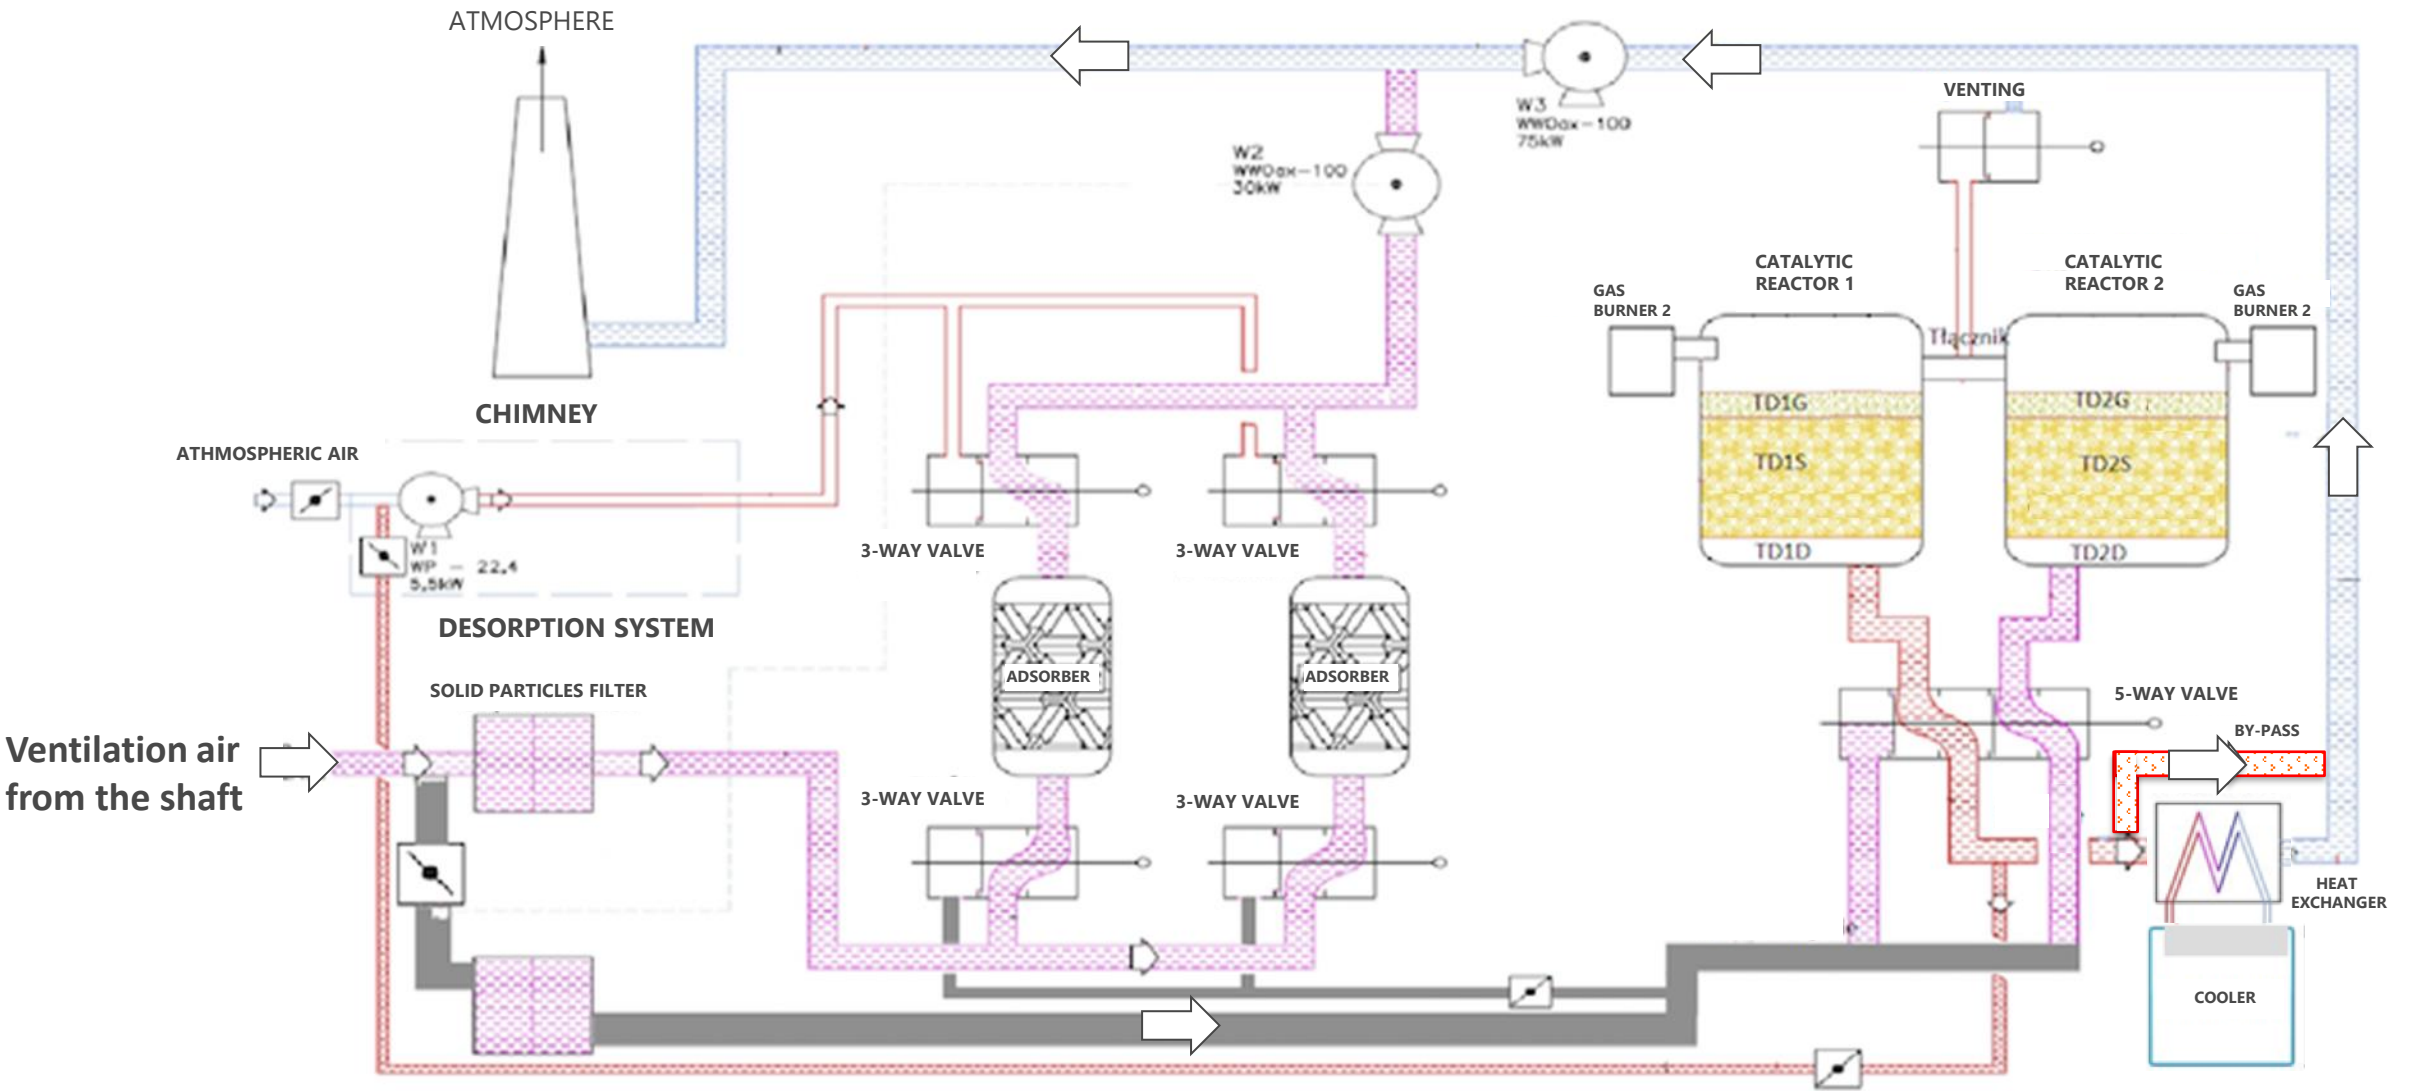 ATMOSPHERE
VENTING
W3
WWOax-100
75kW
W2
WWOax-100
30kW
CATALYTIC
REACTOR 1
CATALYTIC
REACTOR 2
GAS
BURNER 2
GAS
BURNER 2
Tłącznik
CHIMNEY
TD1G
TD2G
ATHMOSPHERIC AIR
TD1S
TD2S
W1
WP - 22,4
5,5kW
3-WAY VALVE
3-WAY VALVE
TD1D
TD2D
DESORPTION SYSTEM
ADSORBER
ADSORBER
SOLID PARTICLES FILTER
5-WAY VALVE
BY-PASS
Ventilation air
from the shaft
3-WAY VALVE
3-WAY VALVE
HEAT
EXCHANGER
COOLER